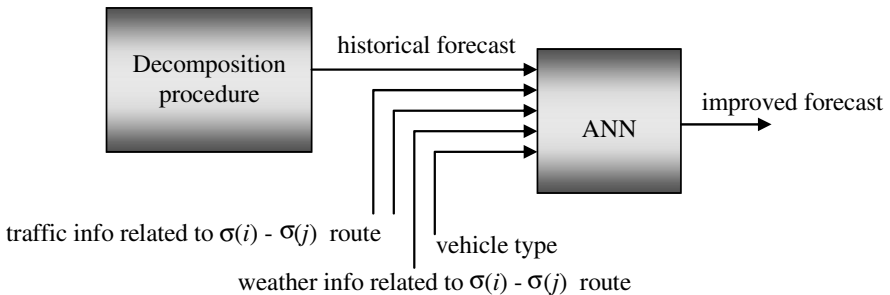 historical forecast
Decomposition
procedure
improved forecast
ANN
traffic info related to σ(i) - σ(j) route
vehicle type
weather info related to σ(i) - σ(j) route